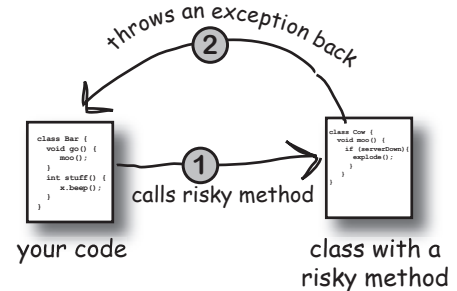 throws an exception back
2
class Bar {
void go() {
moo();
}
int stuff() {
x.beep();
}
}
1
calls risky method
class Cow {
void moo() {
if (serverDown){
explode();
}
}
}
your code
class with a
risky method